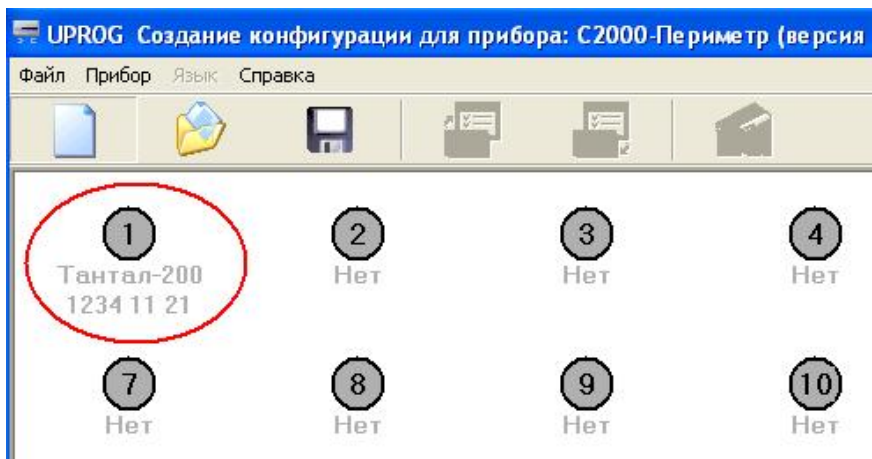 UPROG Создание конфигурации для прибора: С2000-Периметр (версия
Файл Прибор Язык Справка
1 2 3 4
Тантал-200 Нет Нет Нет
1234 11 21
7 8 9 10
Нет Нет Нет Нет